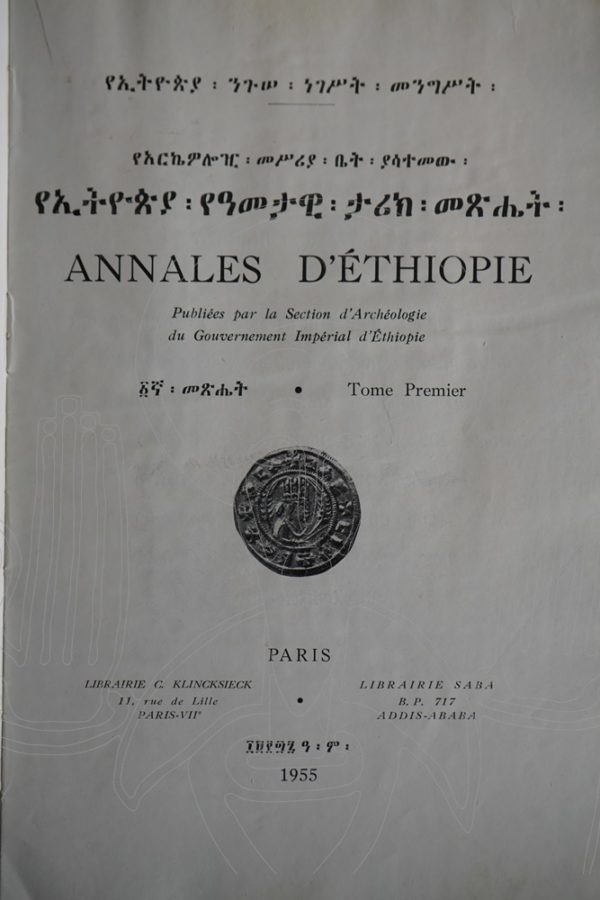 የኢትዮጵያ ፡ ንጉሠ ፡ ነገሥት ፡ መንግሥት ፡
የአርኬዎሎዢ ፡ መሥሪያ ፡ ቤት ፡ ያሳተመው ፡
የኢትዮጵያ ፡ የዓመታዊ ፡ ታሪክ ፡ መጽሔት ፡
ANNALES D'ÉTHIOPIE
Publiées par la Section d'Archéologie
du Gouvernement Impérial d'Éthiopie
፩ኛ ፡ መጽሔት • Tome Premier
PARIS
LIBRAIRIE C. KLINCKSIECK
11, rue de Lille
PARIS-VIIe
•
LIBRAIRIE SABA
B. P. 717
ADDIS-ABABA
ዓ ፡ ም ፡
1955